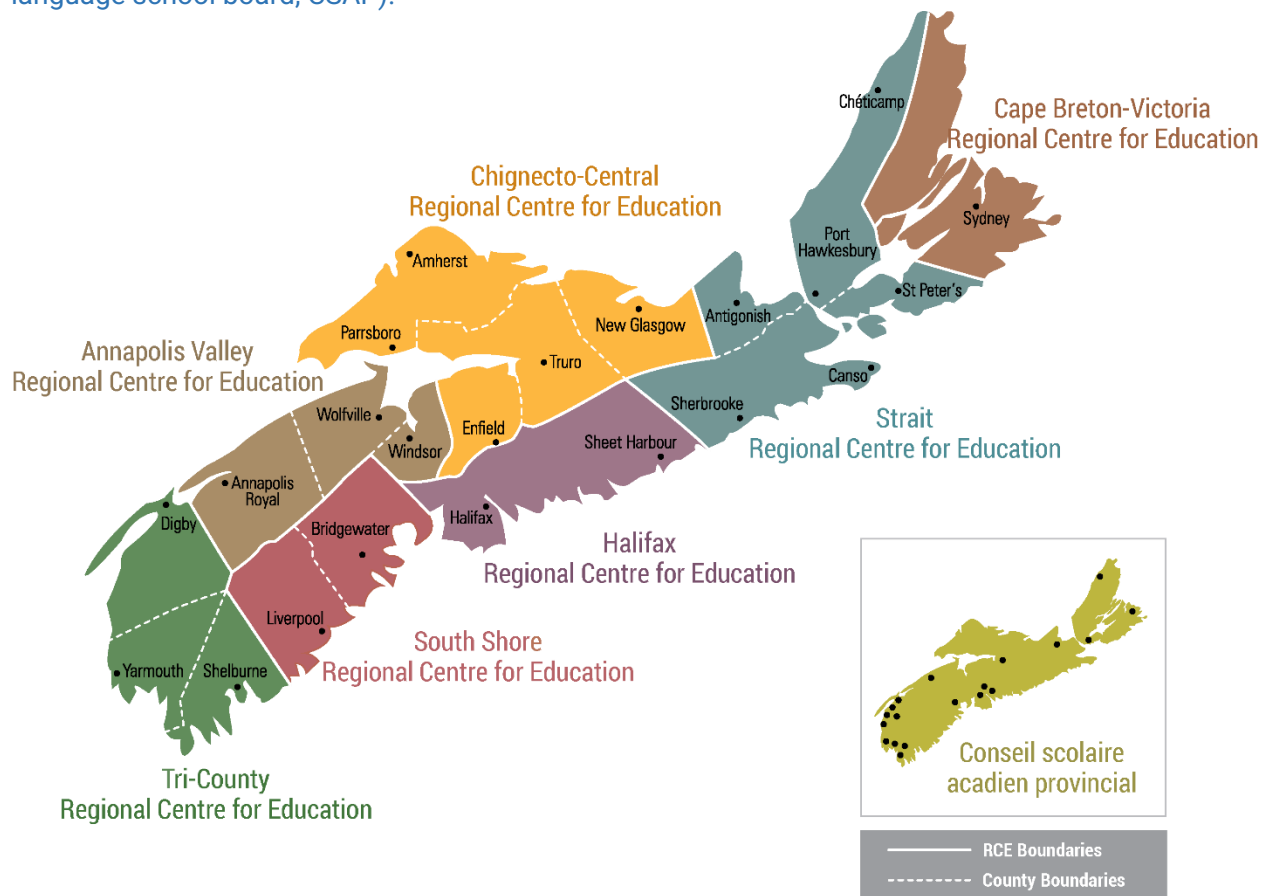 language school board, CSAP).
Chéticamp
Cape Breton-Victoria
Regional Centre for Education
Chignecto-Central
Regional Centre for Education
Sydney
Port
Hawkesbury
Amherst
St Peter's
Antigonish
New Glasgow
Parrsboro
Annapolis Valley
Regional Centre for Education
Truro
Canso
Wolfville
Sherbrooke
Strait
Regional Centre for Education
Enfield
Windsor
Sheet Harbour
Annapolis
Royal
Digby
Halifax
Bridgewater
Halifax
Regional Centre for Education
Liverpool
South Shore
Regional Centre for Education
Yarmouth
Shelburne
Tri-County
Regional Centre for Education
Conseil scolaire
acadien provincial
RCE Boundaries
County Boundaries